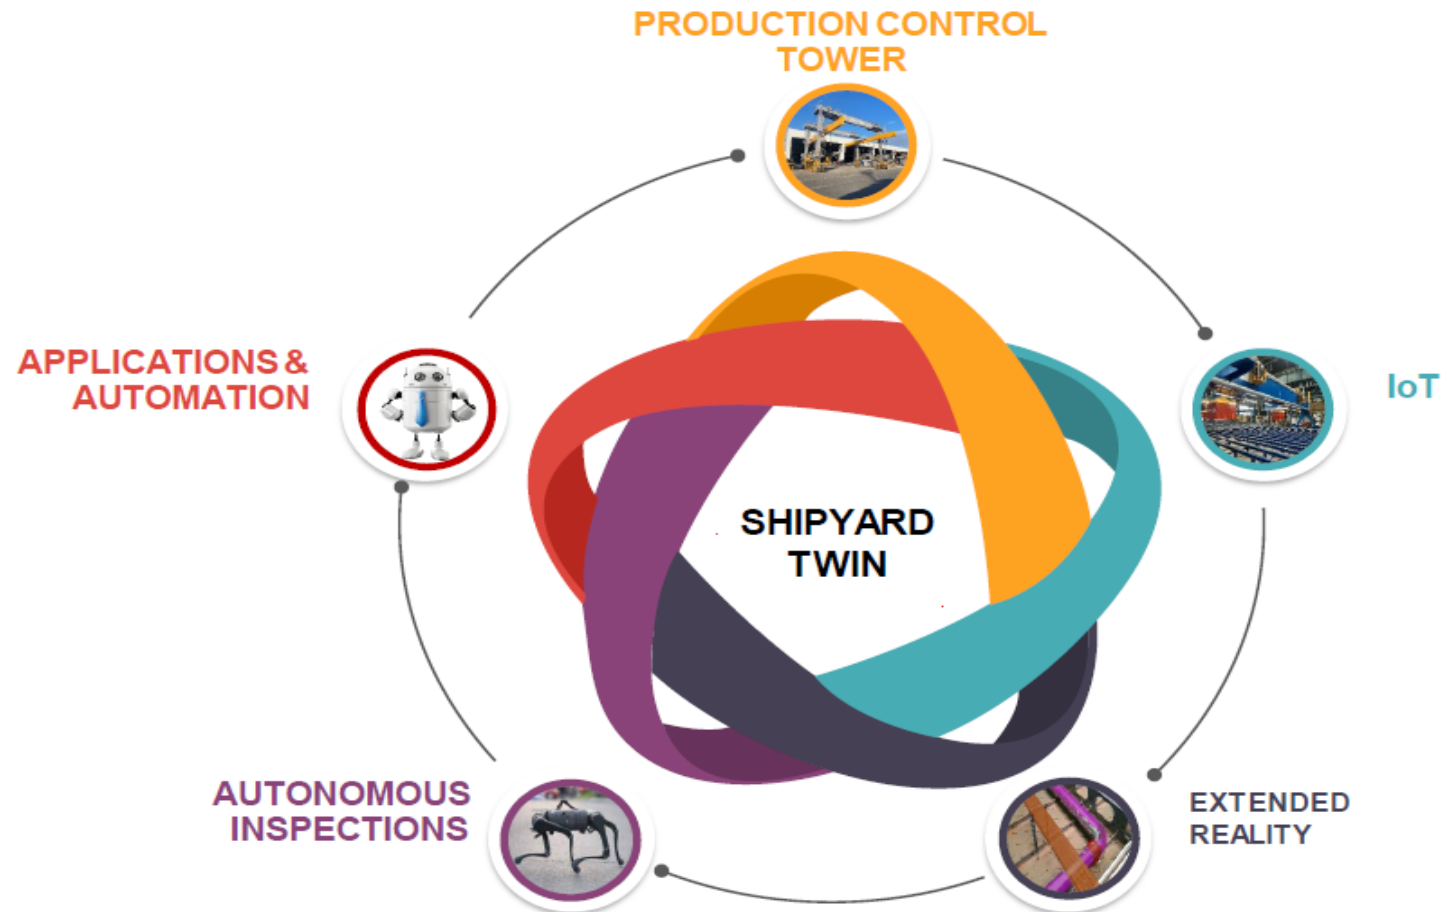 PRODUCTION CONTROL
TOWER
APPLICATIONS &
AUTOMATION
IoT
SHIPYARD
TWIN
AUTONOMOUS
INSPECTIONS
EXTENDED
REALITY